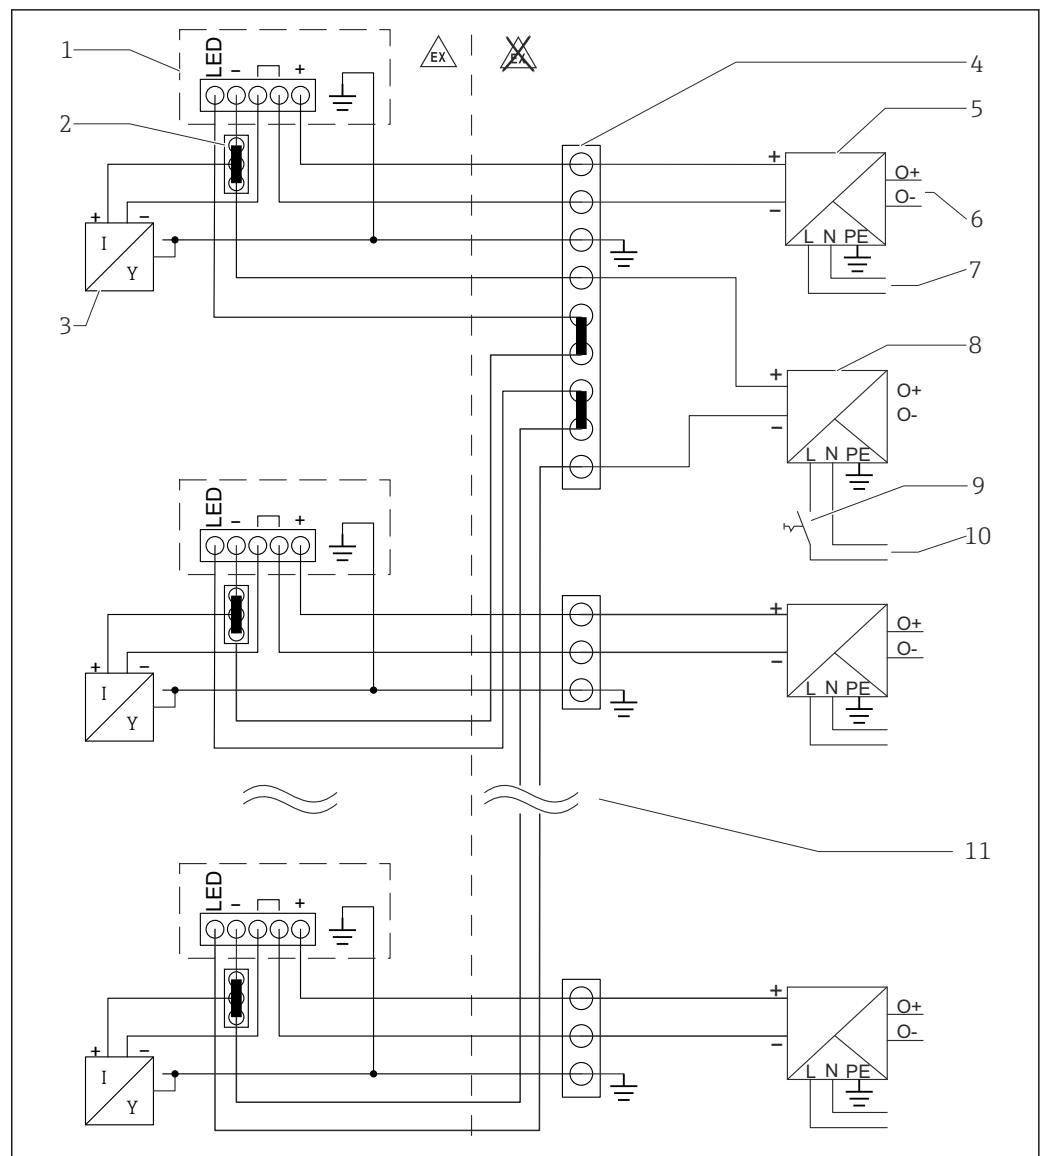 1
LED
–
+
EX
EX
4
2
5
+
–
O+
O-
6
+
–
I
Y
L N PE
7
3
8
+
–
O+
O-
L N PE
9
10
LED
–
+
+
–
O+
O-
+
–
I
Y
L N PE
11
LED
–
+
+
–
O+
O-
+
–
I
Y
L N PE